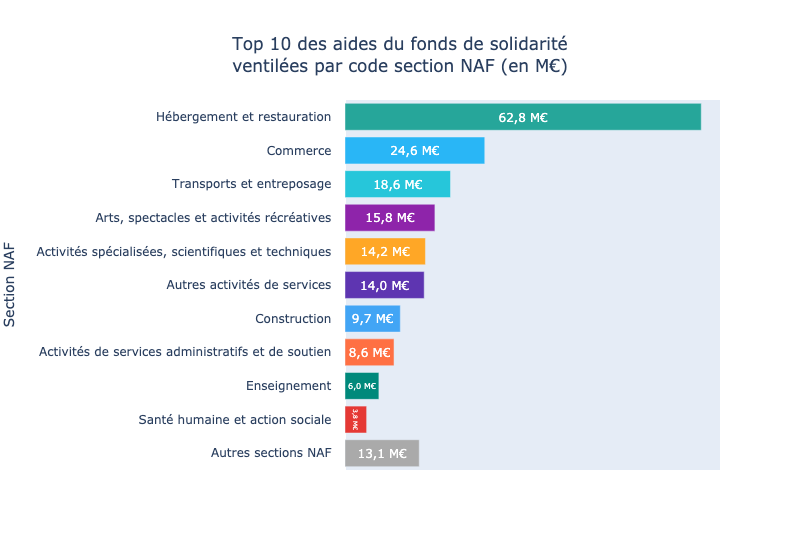 Top 10 des aides du fonds de solidarité
ventilées par code section NAF (en M€)
Section NAF
Hébergement et restauration 62,8 M€
Commerce 24,6 M€
Transports et entreposage 18,6 M€
Arts, spectacles et activités récréatives 15,8 M€
Activités spécialisées, scientifiques et techniques 14,2 M€
Autres activités de services 14,0 M€
Construction 9,7 M€
Activités de services administratifs et de soutien 8,6 M€
Enseignement 6,0 M€
Santé humaine et action sociale 3,8 M€
Autres sections NAF 13,1 M€